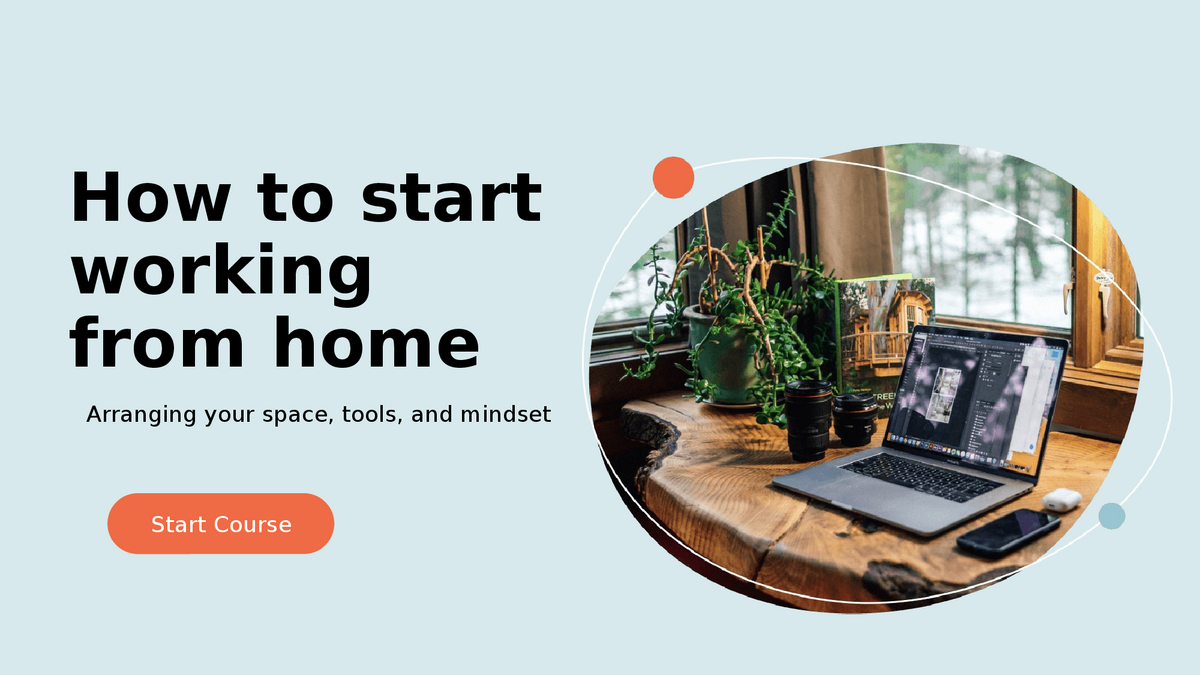 How to start
working
from home
Arranging your space, tools, and mindset
Start Course